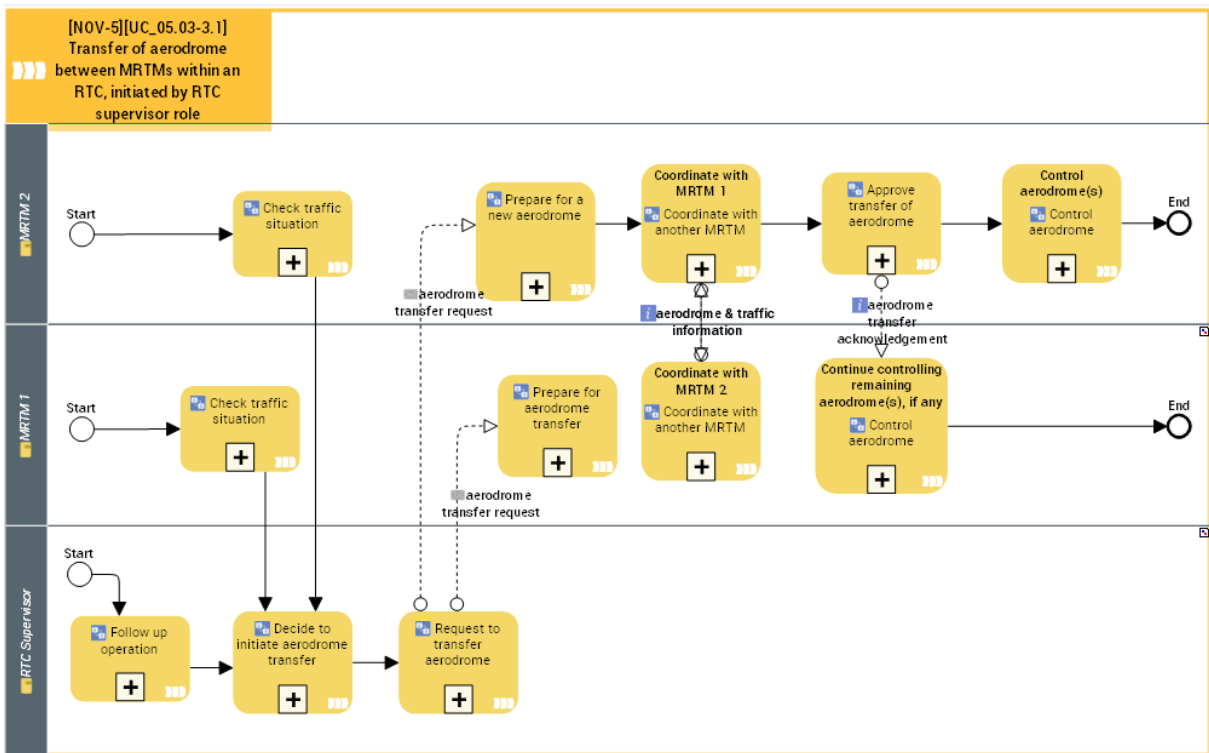 [NOV-5][UC_05.03-3.1]
Transfer of aerodrome
between MRTMs within an
RTC, initiated by RTC
supervisor role
MRTM 2
Start
Check traffic
situation
Prepare for a
new aerodrome
Coordinate with
MRTM 1
Coordinate with
another MRTM
Approve
transfer of
aerodrome
Control
aerodrome(s)
Control
aerodrome
End
aerodrome
transfer request
aerodrome & traffic
information
aerodrome
transfer
acknowledgement
MRTM 1
Start
Check traffic
situation
Prepare for
aerodrome
transfer
Coordinate with
MRTM 2
Coordinate with
another MRTM
Continue controlling
remaining
aerodrome(s), if any
Control
aerodrome
End
aerodrome
transfer request
RTC Supervisor
Start
Follow up
operation
Decide to
initiate aerodrome
transfer
Request to
transfer
aerodrome